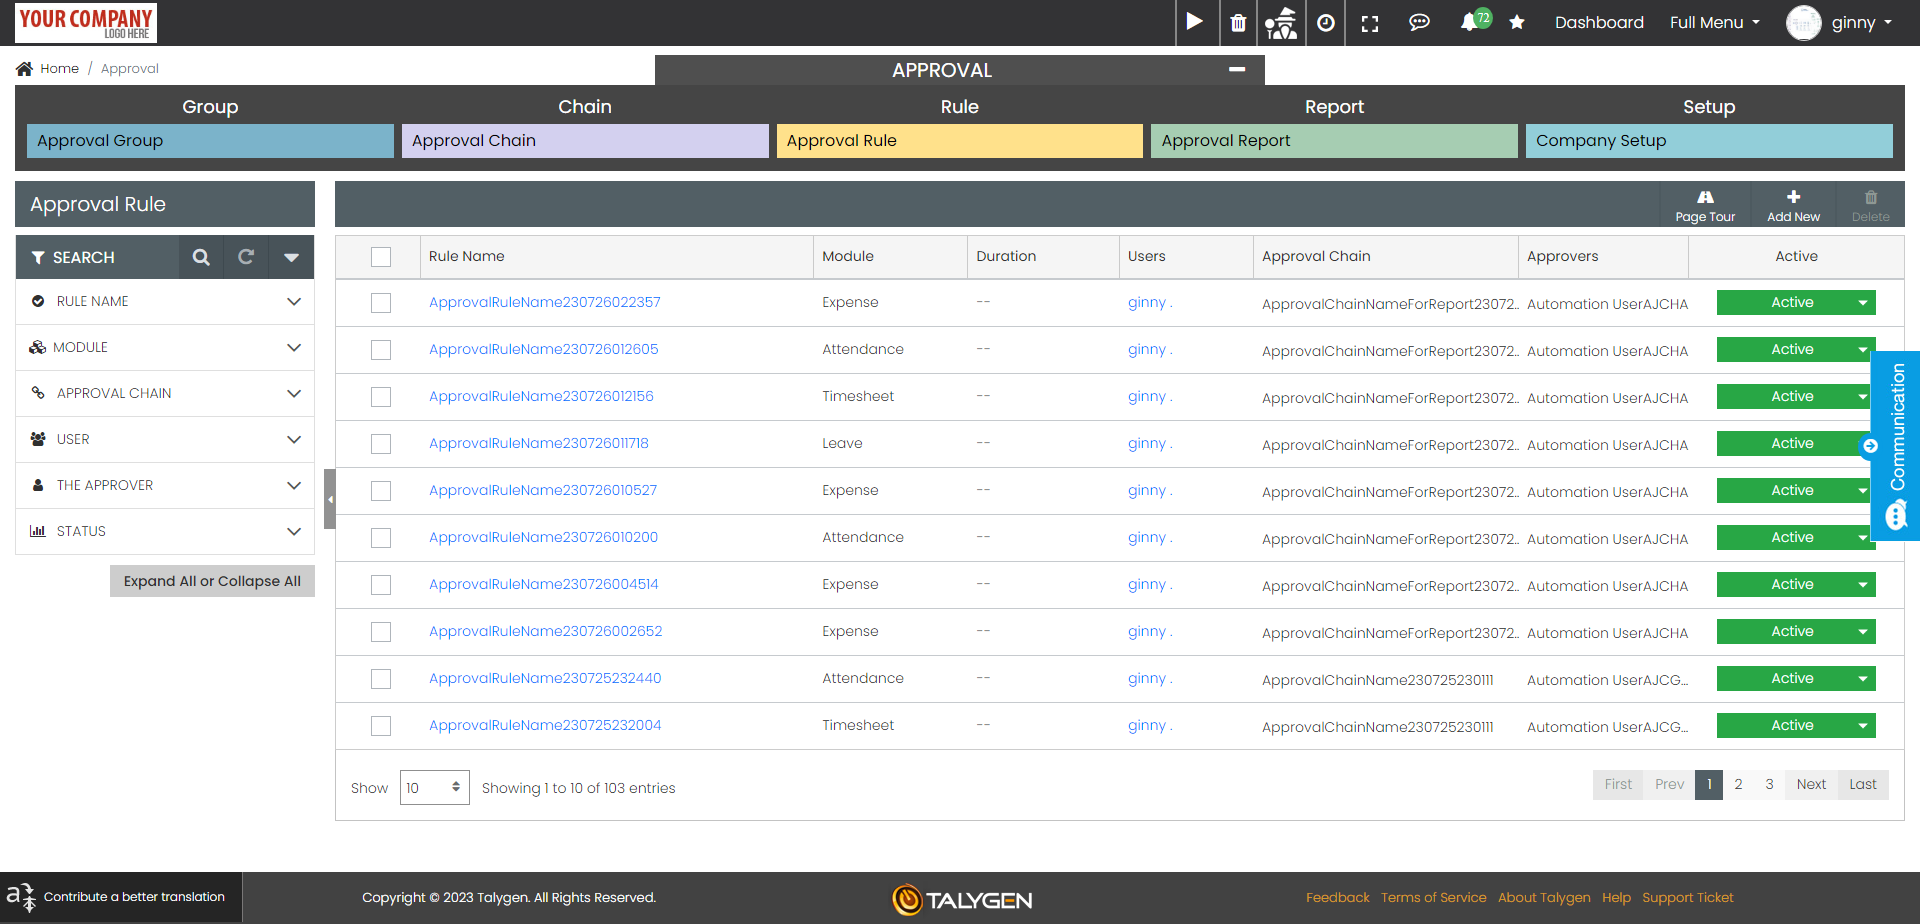 YOUR COMPANY
LOGO HERE
72
Dashboard
Full Menu
ginny
Home / Approval
APPROVAL
Group
Chain
Rule
Report
Setup
Approval Group
Approval Chain
Approval Rule
Approval Report
Company Setup
Approval Rule
Page Tour
Add New
Delete
SEARCH
RULE NAME
MODULE
APPROVAL CHAIN
USER
THE APPROVER
STATUS
Expand All or Collapse All
Rule Name Module Duration Users Approval Chain Approvers Active
ApprovalRuleName230726022357 Expense -- ginny . ApprovalChainNameForReport23072.. Automation UserAJCHA Active
ApprovalRuleName230726012605 Attendance -- ginny . ApprovalChainNameForReport23072.. Automation UserAJCHA Active
ApprovalRuleName230726012156 Timesheet -- ginny . ApprovalChainNameForReport23072.. Automation UserAJCHA Active
ApprovalRuleName230726011718 Leave -- ginny . ApprovalChainNameForReport23072.. Automation UserAJCHA Active
ApprovalRuleName230726010527 Expense -- ginny . ApprovalChainNameForReport23072.. Automation UserAJCHA Active
ApprovalRuleName230726010200 Attendance -- ginny . ApprovalChainNameForReport23072.. Automation UserAJCHA Active
ApprovalRuleName230726004514 Expense -- ginny . ApprovalChainNameForReport23072.. Automation UserAJCHA Active
ApprovalRuleName230726002652 Expense -- ginny . ApprovalChainNameForReport23072.. Automation UserAJCHA Active
ApprovalRuleName230725232440 Attendance -- ginny . ApprovalChainName230725230111 Automation UserAJCG... Active
ApprovalRuleName230725232004 Timesheet -- ginny . ApprovalChainName230725230111 Automation UserAJCG... Active
Communication
Show 10 Showing 1 to 10 of 103 entries
First Prev 1 2 3 Next Last
Contribute a better translation
Copyright © 2023 Talygen. All Rights Reserved.
TALYGEN
Feedback Terms of Service About Talygen Help Support Ticket